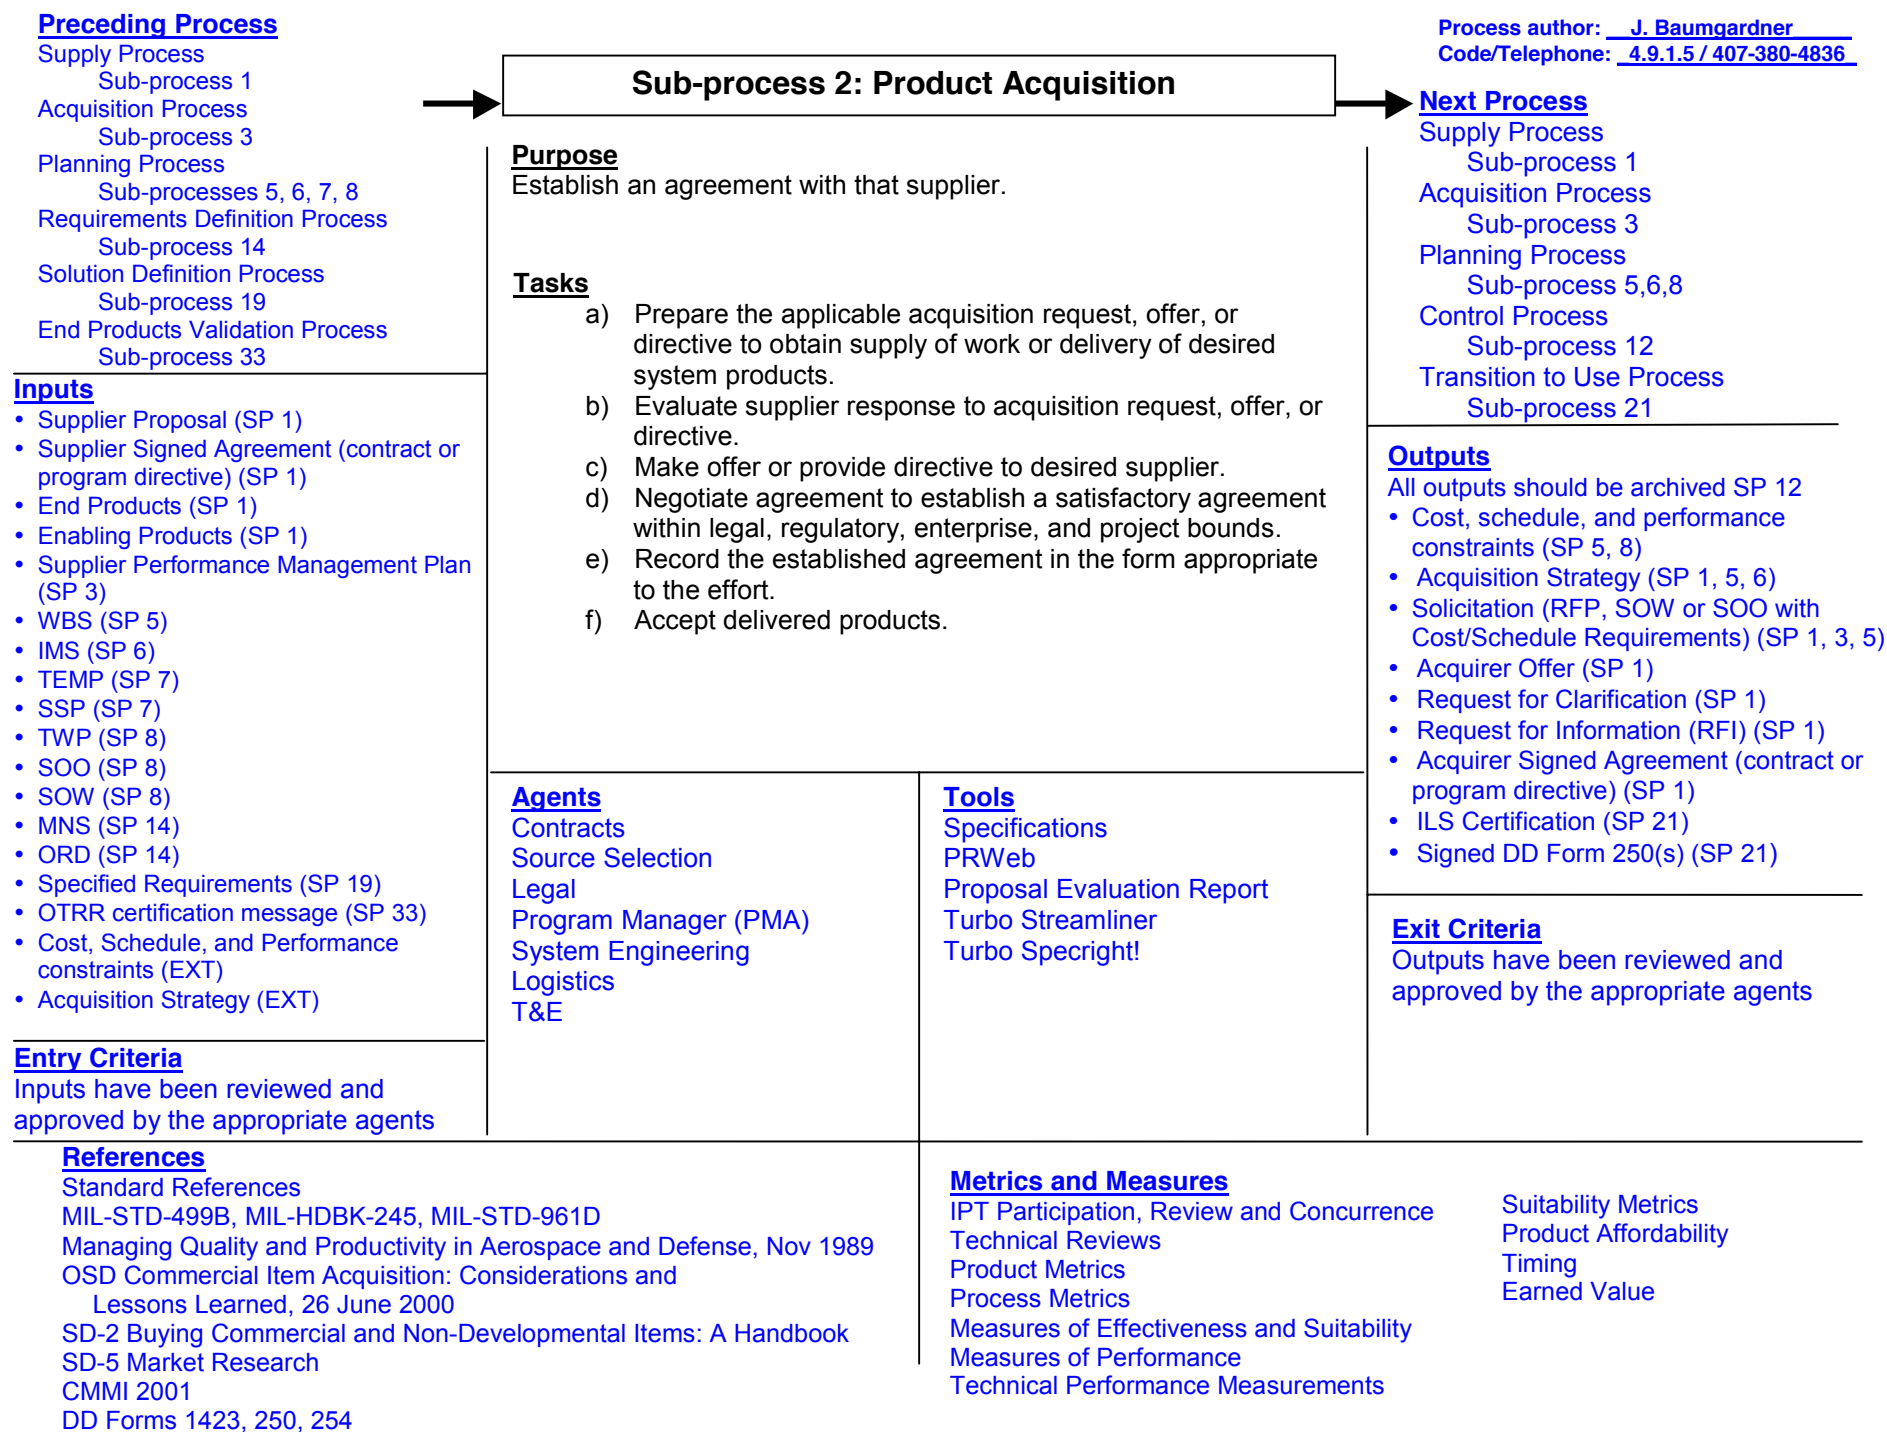 Preceding Process
Supply Process
Sub-process 1
Acquisition Process
Sub-process 3
Planning Process
Sub-processes 5, 6, 7, 8
Requirements Definition Process
Sub-process 14
Solution Definition Process
Sub-process 19
End Products Validation Process
Sub-process 33
Inputs
• Supplier Proposal (SP 1)
• Supplier Signed Agreement (contract or
program directive) (SP 1)
• End Products (SP 1)
• Enabling Products (SP 1)
• Supplier Performance Management Plan
(SP 3)
• WBS (SP 5)
• IMS (SP 6)
• TEMP (SP 7)
• SSP (SP 7)
• TWP (SP 8)
• SOO (SP 8)
• SOW (SP 8)
• MNS (SP 14)
• ORD (SP 14)
• Specified Requirements (SP 19)
• OTRR certification message (SP 33)
• Cost, Schedule, and Performance
constraints (EXT)
• Acquisition Strategy (EXT)
Entry Criteria
Inputs have been reviewed and
approved by the appropriate agents
Sub-process 2: Product Acquisition
Purpose
Establish an agreement with that supplier.
Tasks
a) Prepare the applicable acquisition request, offer, or
directive to obtain supply of work or delivery of desired
system products.
b) Evaluate supplier response to acquisition request, offer, or
directive.
c) Make offer or provide directive to desired supplier.
d) Negotiate agreement to establish a satisfactory agreement
within legal, regulatory, enterprise, and project bounds.
e) Record the established agreement in the form appropriate
to the effort.
f) Accept delivered products.
Agents
Contracts
Source Selection
Legal
Program Manager (PMA)
System Engineering
Logistics
T&E
Tools
Specifications
PRWeb
Proposal Evaluation Report
Turbo Streamliner
Turbo Specright!
Process author: J. Baumgardner
Code/Telephone: 4.9.1.5 / 407-380-4836
Next Process
Supply Process
Sub-process 1
Acquisition Process
Sub-process 3
Planning Process
Sub-process 5,6,8
Control Process
Sub-process 12
Transition to Use Process
Sub-process 21
Outputs
All outputs should be archived SP 12
• Cost, schedule, and performance
constraints (SP 5, 8)
• Acquisition Strategy (SP 1, 5, 6)
• Solicitation (RFP, SOW or SOO with
Cost/Schedule Requirements) (SP 1, 3, 5)
• Acquirer Offer (SP 1)
• Request for Clarification (SP 1)
• Request for Information (RFI) (SP 1)
• Acquirer Signed Agreement (contract or
program directive) (SP 1)
• ILS Certification (SP 21)
• Signed DD Form 250(s) (SP 21)
Exit Criteria
Outputs have been reviewed and
approved by the appropriate agents
References
Standard References
MIL-STD-499B, MIL-HDBK-245, MIL-STD-961D
Managing Quality and Productivity in Aerospace and Defense, Nov 1989
OSD Commercial Item Acquisition: Considerations and
Lessons Learned, 26 June 2000
SD-2 Buying Commercial and Non-Developmental Items: A Handbook
SD-5 Market Research
CMMI 2001
DD Forms 1423, 250, 254
Metrics and Measures
IPT Participation, Review and Concurrence
Technical Reviews
Product Metrics
Process Metrics
Measures of Effectiveness and Suitability
Measures of Performance
Technical Performance Measurements
Suitability Metrics
Product Affordability
Timing
Earned Value